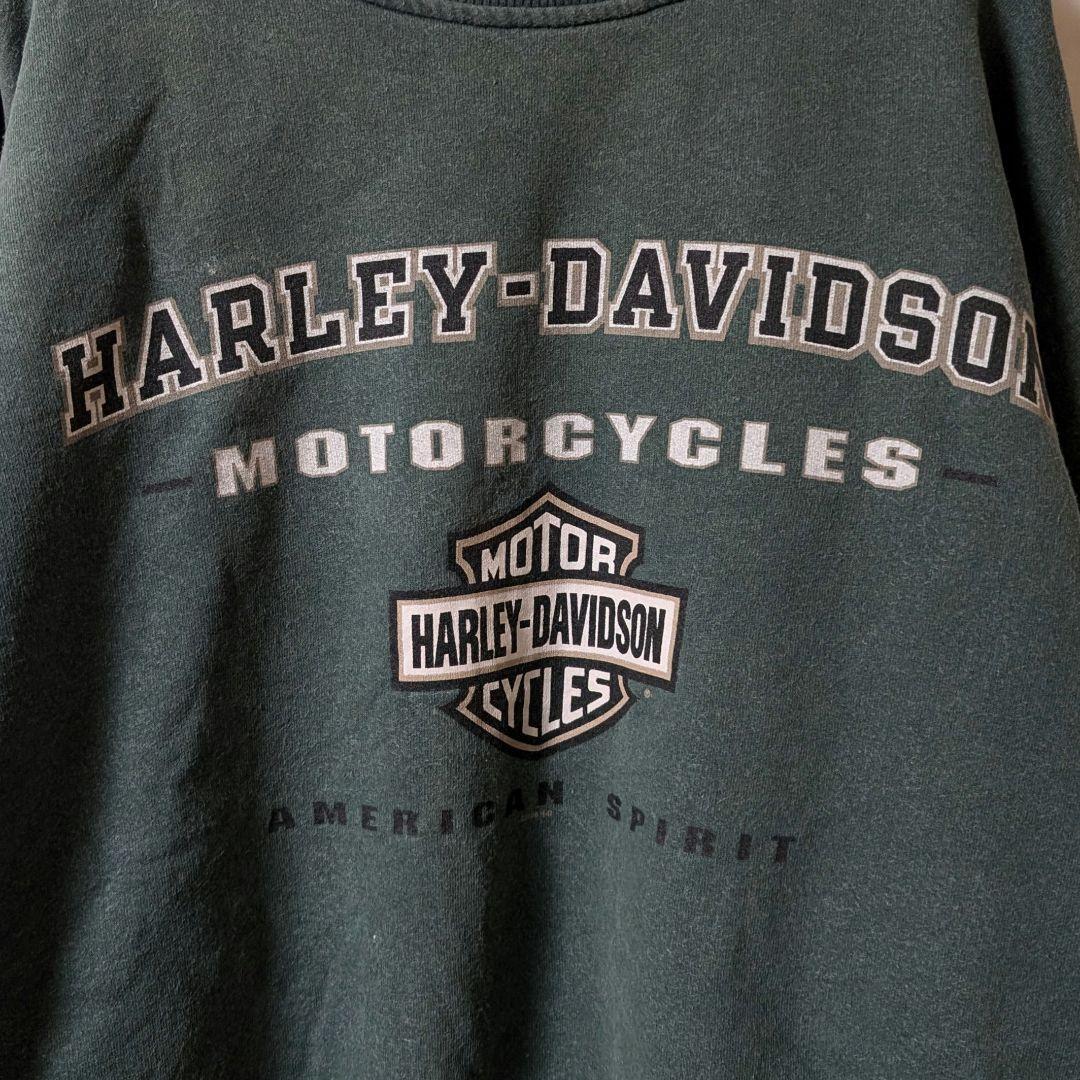 HARLEY-DAVIDSON
MOTORCYCLES
MOTOR
HARLEY-DAVIDSON
CYCLES
®
AMERICAN SPIRIT